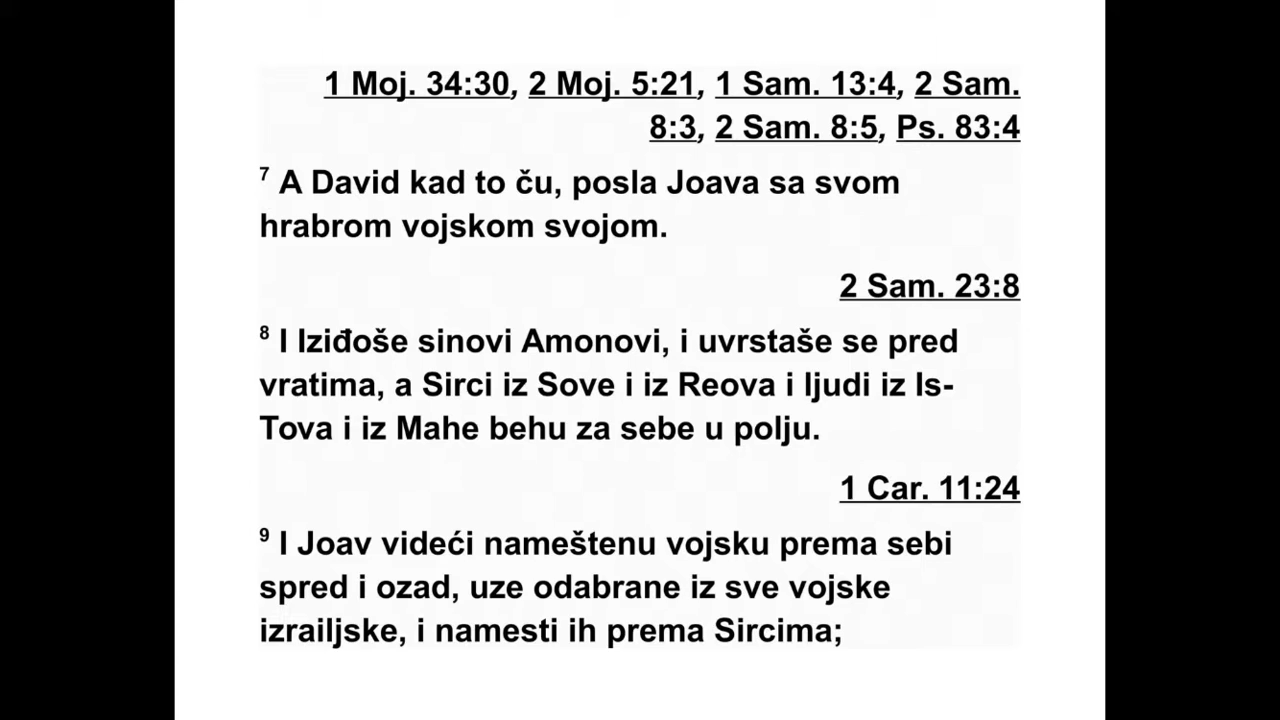 1 Moj. 34:30, 2 Moj. 5:21, 1 Sam. 13:4, 2 Sam.
8:3, 2 Sam. 8:5, Ps. 83:4
7 A David kad to ču, posla Joava sa svom
hrabrom vojskom svojom.
2 Sam. 23:8
8 I Iziđoše sinovi Amonovi, i uvrstaše se pred
vratima, a Sirci iz Sove i iz Reova i ljudi iz Is-
Tova i iz Mahe behu za sebe u polju.
1 Car. 11:24
9 I Joav videći nameštenu vojsku prema sebi
spred i ozad, uze odabrane iz sve vojske
izrailjske, i namesti ih prema Sircima;